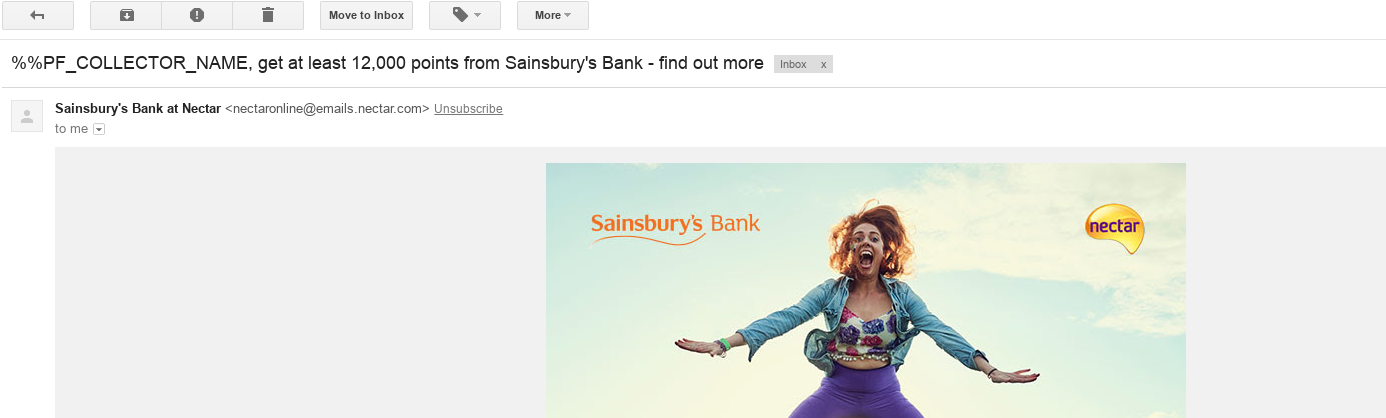 Move to Inbox
More
%%PF_COLLECTOR_NAME, get at least 12,000 points from Sainsbury's Bank - find out more Inbox x
Sainsbury's Bank at Nectar <nectaronline@emails.nectar.com> Unsubscribe
to me
Sainsbury's Bank
nectar